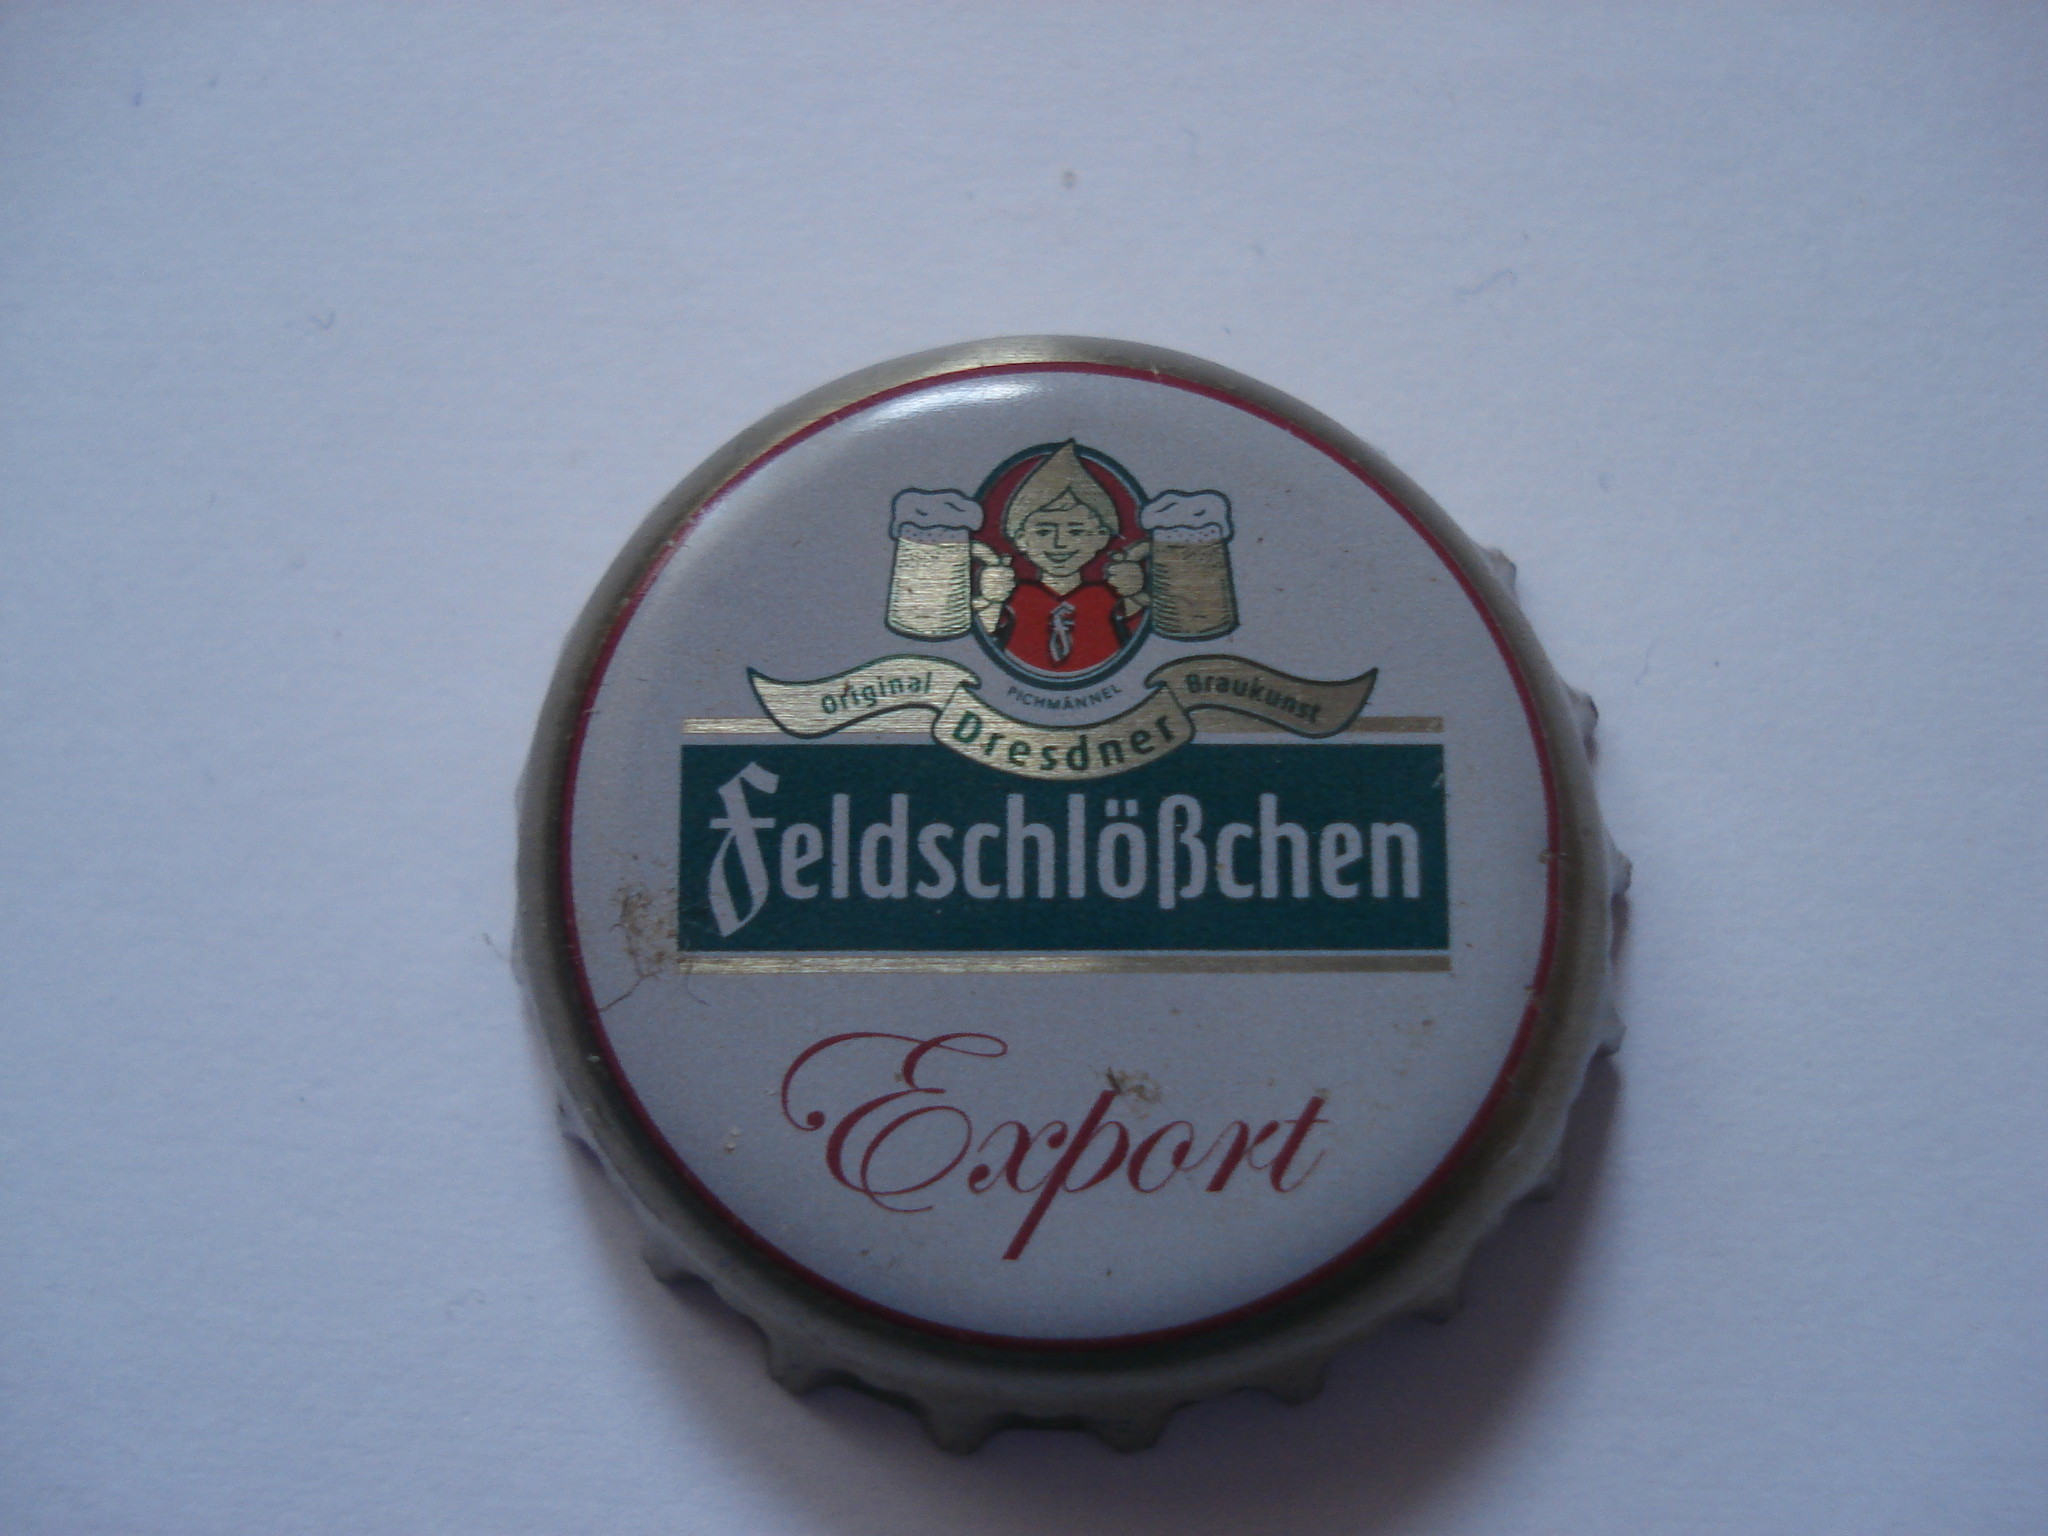 PICHMÄNNEL
Original Dresdner Braukunst
Feldschlößchen
Export